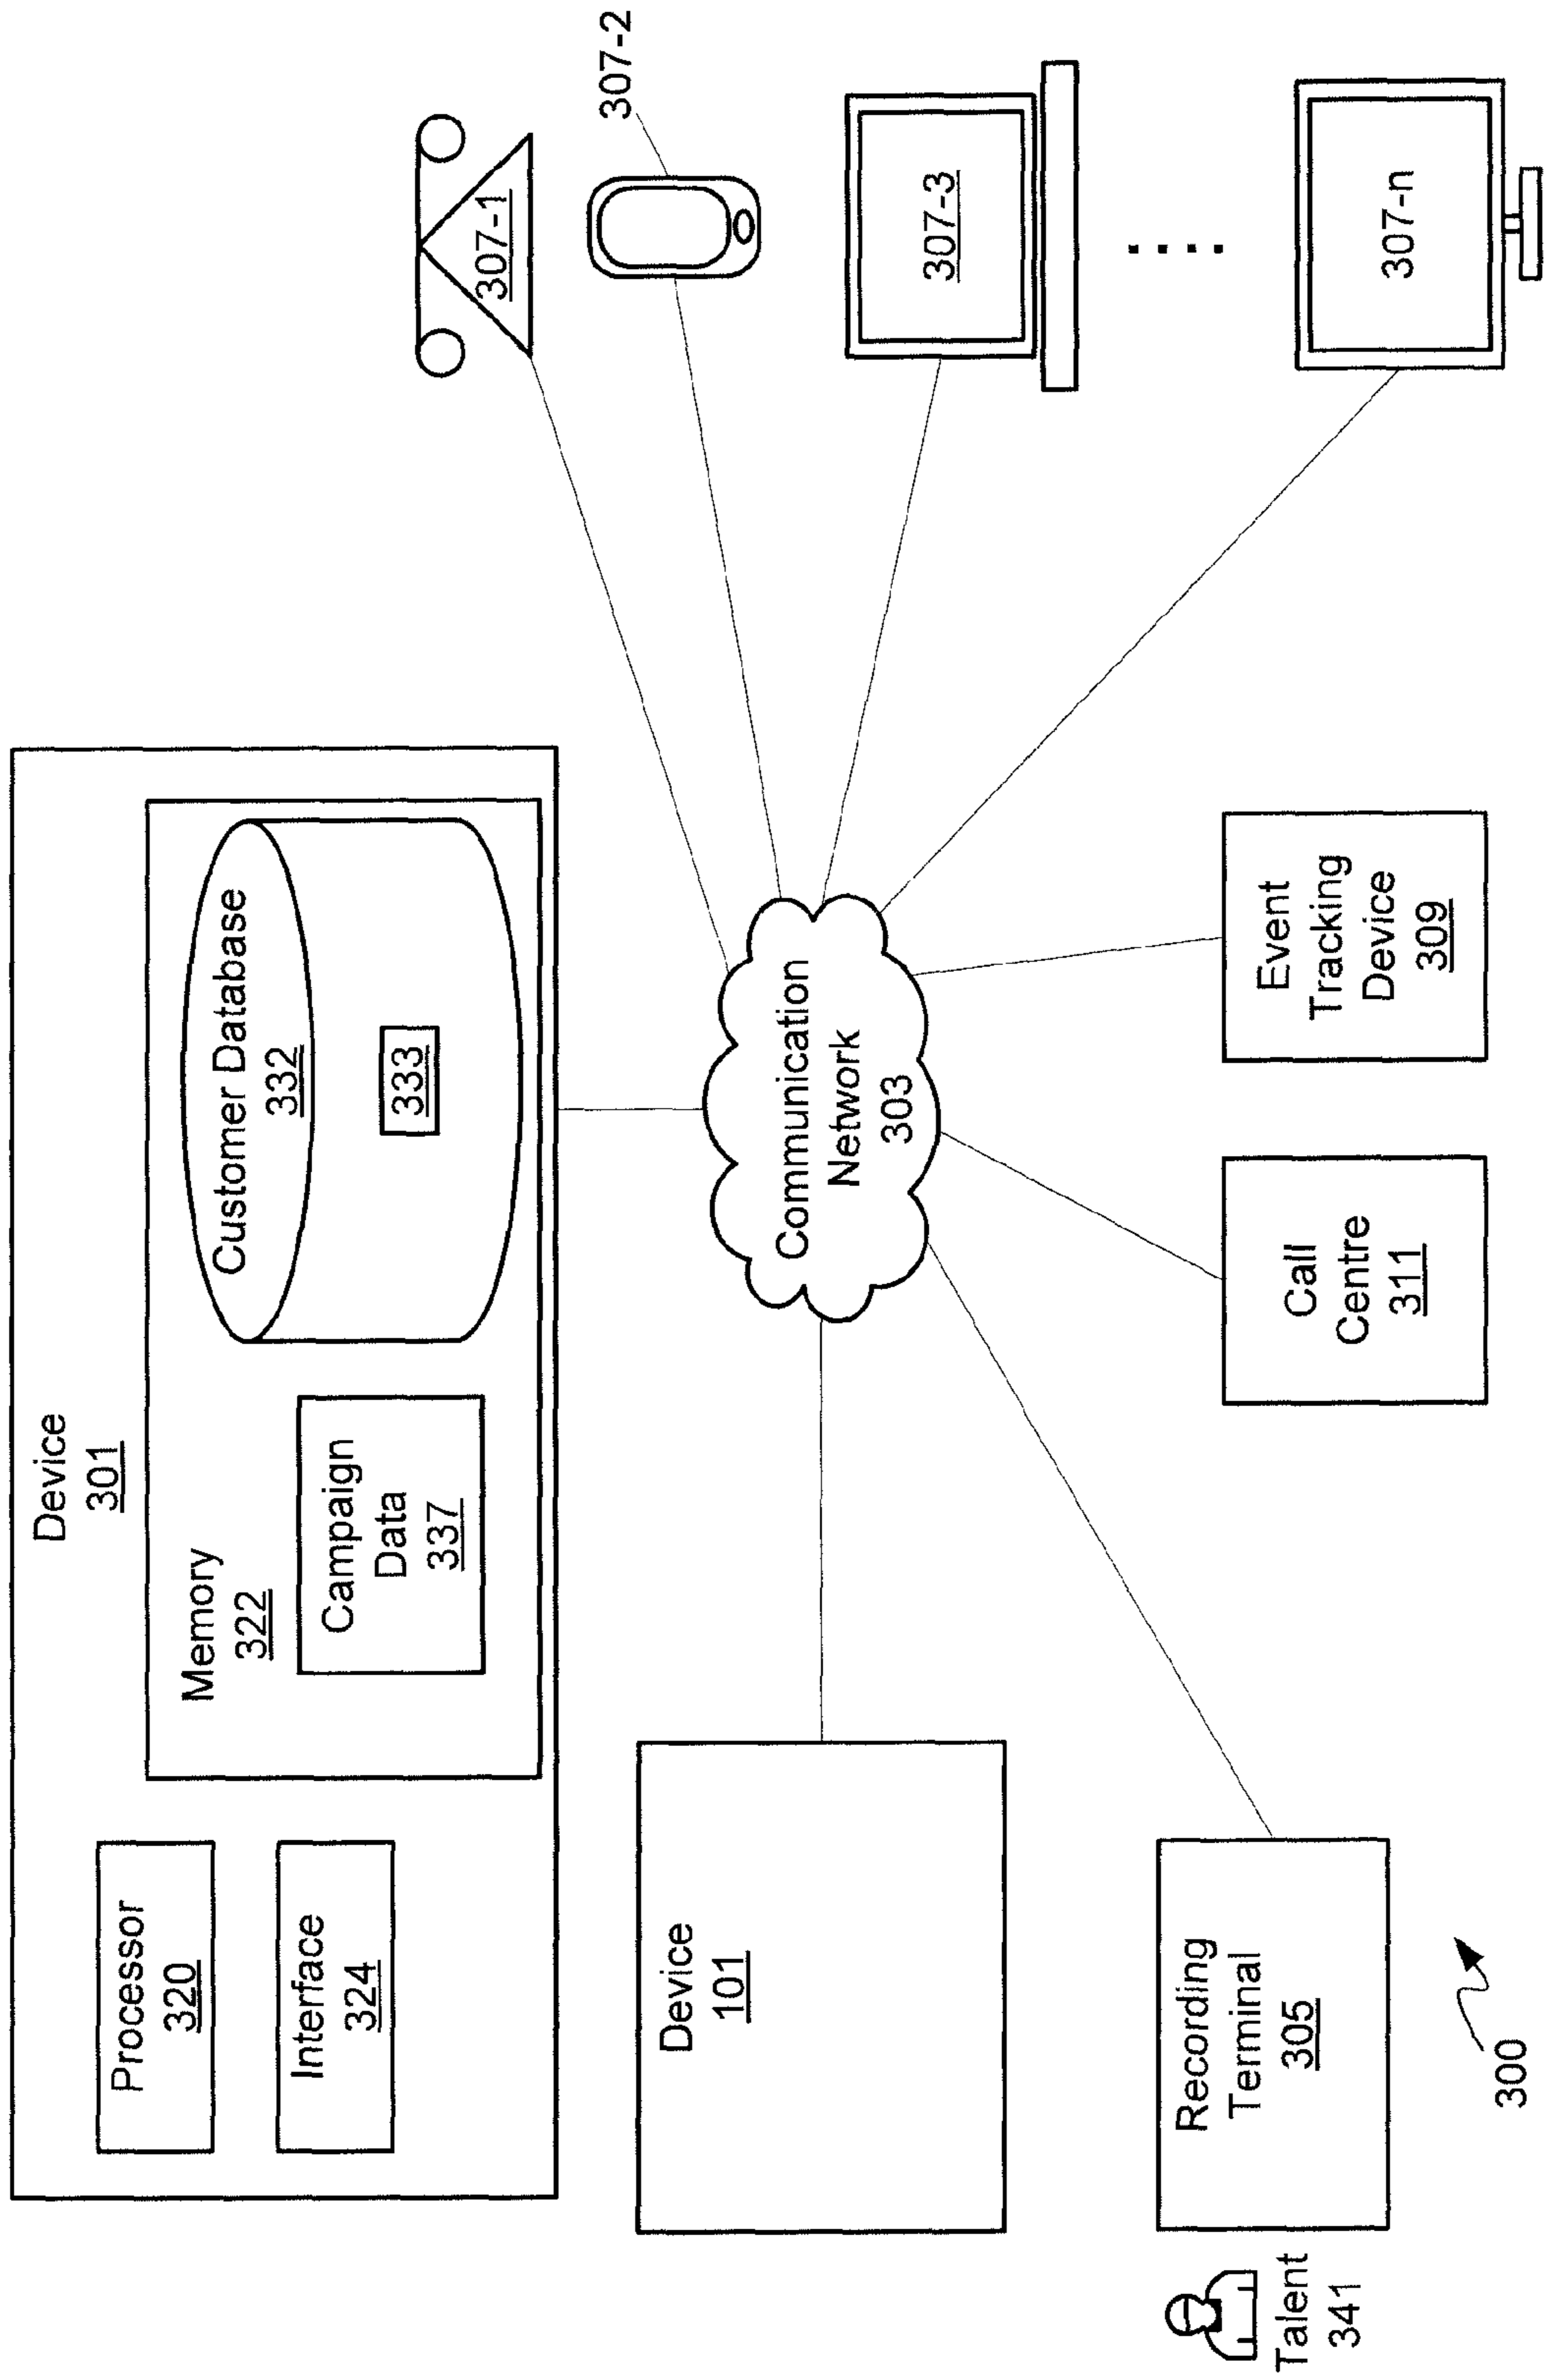 Device
301
Processor
320
Interface
324
Memory
322
Campaign
Data
337
Customer Database
332
333
Device
101
Communication
Network
303
307-1
307-2
307-3
307-n
Talent
341
Recording
Terminal
305
Call
Centre
311
Event
Tracking
Device
309
300